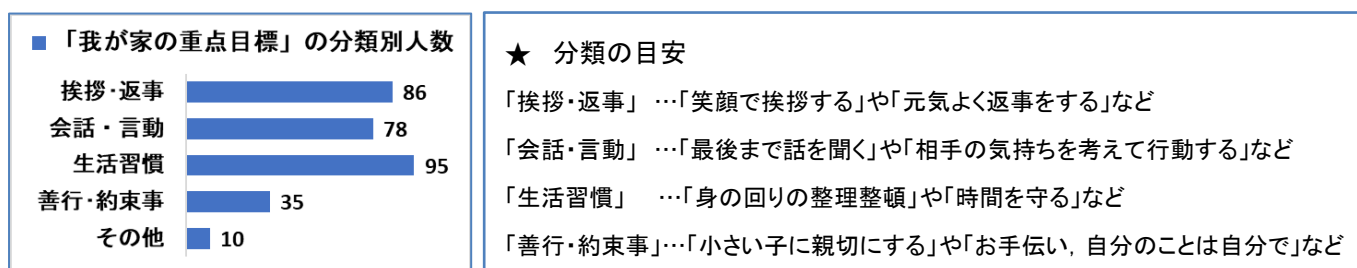 ■ 「我が家の重点目標」の分類別人数
挨拶・返事 86
会話・言動 78
生活習慣 95
善行・約束事 35
その他 10
★ 分類の目安
「挨拶・返事」 …「笑顔で挨拶する」や「元気よく返事をする」など
「会話・言動」 …「最後まで話を聞く」や「相手の気持ちを考えて行動する」など
「生活習慣」 …「身の回りの整理整頓」や「時間を守る」など
「善行・約束事」…「小さい子に親切にする」や「お手伝い，自分のことは自分で」など